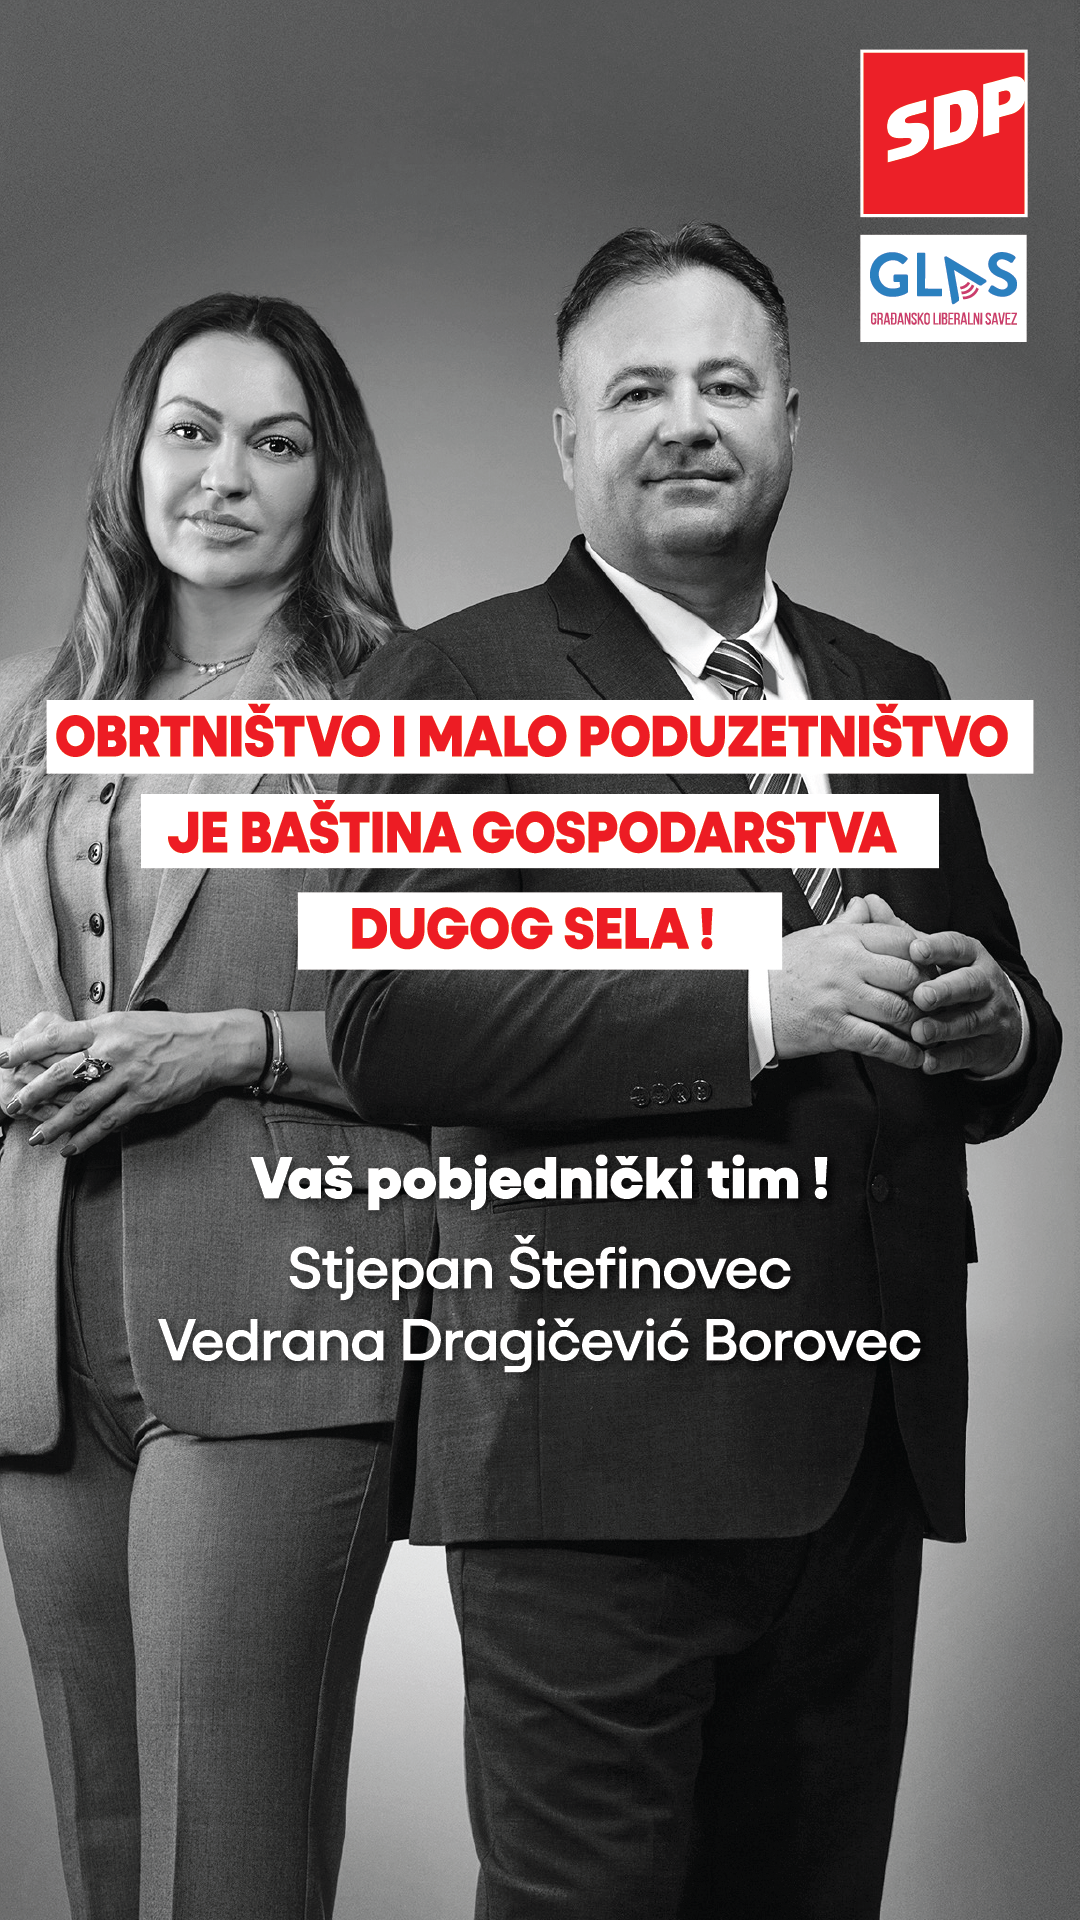 SDP
GLAS
GRAĐANSKO LIBERALNI SAVEZ
OBRTNIŠTVO I MALO PODUZETNIŠTVO
JE BAŠTINA GOSPODARSTVA
DUGOG SELA !
Vaš pobjednički tim !
Stjepan Štefinovec
Vedrana Dragičević Borovec